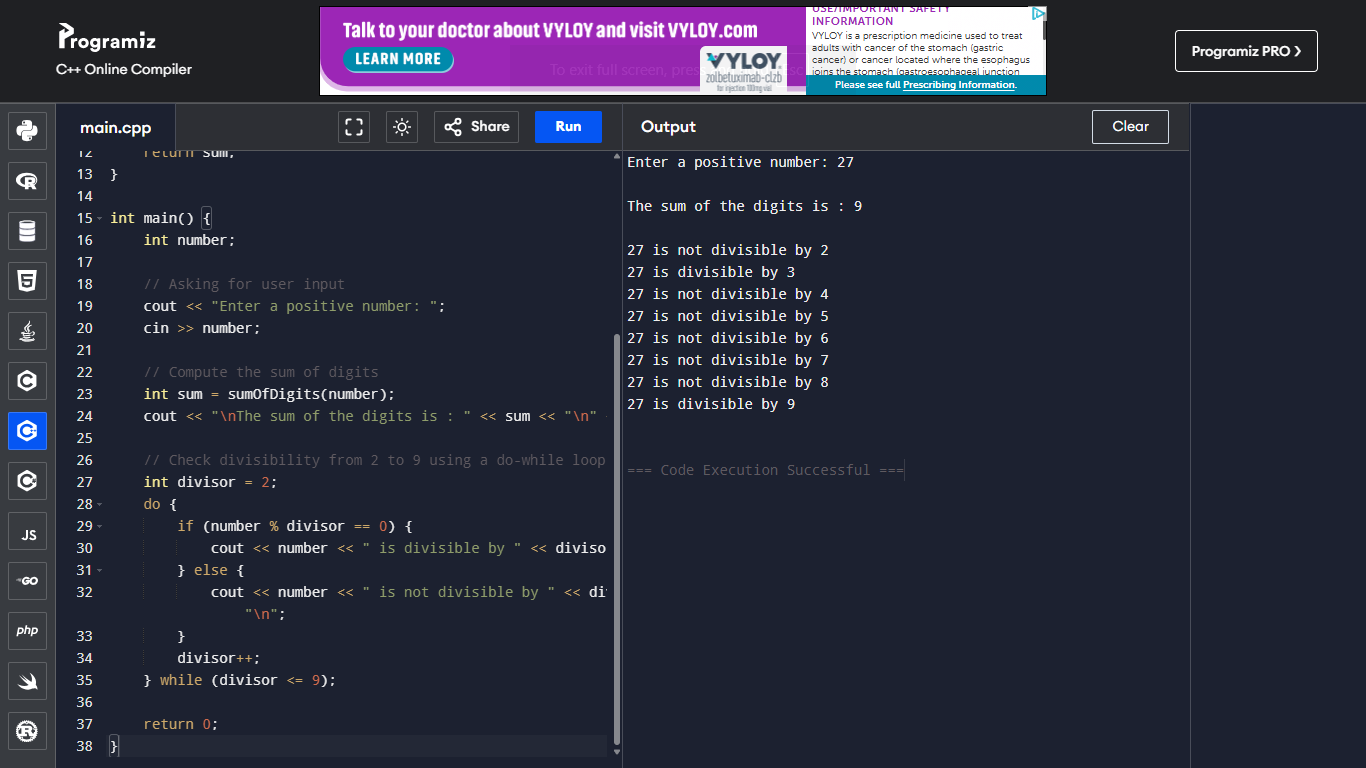 Programiz
C++ Online Compiler
Talk to your doctor about VYLOY and visit VYLOY.com
LEARN MORE
To exit full screen, press
VYLOY
zolbetuximab-clzb
for injection 100mg vial
USE/IMPORTANT SAFETY
INFORMATION
VYLOY is a prescription medicine used to treat
adults with cancer of the stomach (gastric
cancer) or cancer located where the esophagus
joins the stomach (gastroesophageal junction
Please see full Prescribing Information.
Programiz PRO >
main.cpp
Share
Run
Output
Clear
12 return sum;
13 }
14
15 int main() {
16 int number;
17
18 // Asking for user input
19 cout << "Enter a positive number: ";
20 cin >> number;
21
22 // Compute the sum of digits
23 int sum = sumOfDigits(number);
24 cout << "\nThe sum of the digits is : " << sum << "\n"
25
26 // Check divisibility from 2 to 9 using a do-while loop
27 int divisor = 2;
28 do {
29 if (number % divisor == 0) {
30 cout << number << " is divisible by " << diviso
31 } else {
32 cout << number << " is not divisible by " << di
"\n";
33 }
34 divisor++;
35 } while (divisor <= 9);
36
37 return 0;
38 }
Enter a positive number: 27
The sum of the digits is : 9
27 is not divisible by 2
27 is divisible by 3
27 is not divisible by 4
27 is not divisible by 5
27 is not divisible by 6
27 is not divisible by 7
27 is not divisible by 8
27 is divisible by 9
=== Code Execution Successful ===
R
5
C
C
C
JS
GO
php
R